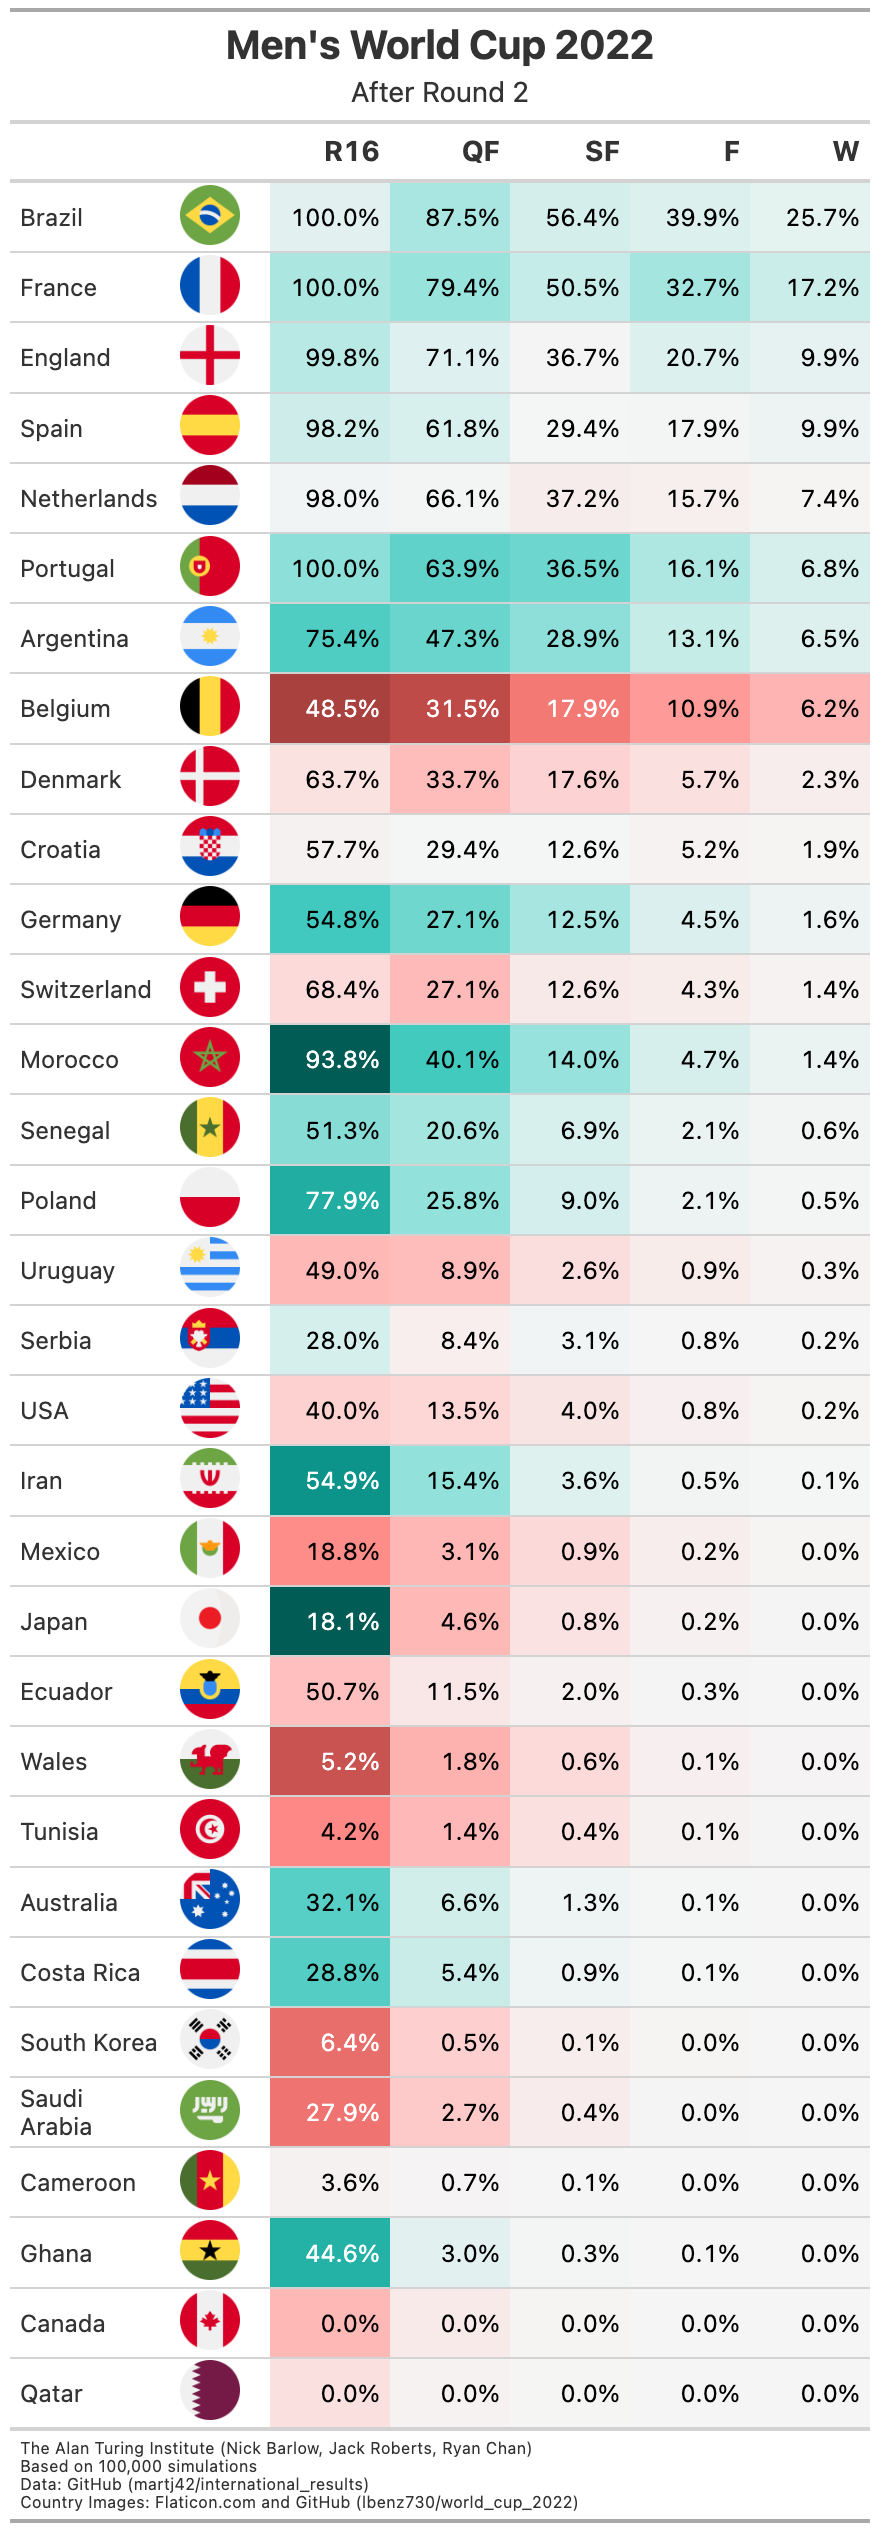 Men's World Cup 2022
After Round 2
R16 QF SF F W
Brazil 100.0% 87.5% 56.4% 39.9% 25.7%
France 100.0% 79.4% 50.5% 32.7% 17.2%
England 99.8% 71.1% 36.7% 20.7% 9.9%
Spain 98.2% 61.8% 29.4% 17.9% 9.9%
Netherlands 98.0% 66.1% 37.2% 15.7% 7.4%
Portugal 100.0% 63.9% 36.5% 16.1% 6.8%
Argentina 75.4% 47.3% 28.9% 13.1% 6.5%
Belgium 48.5% 31.5% 17.9% 10.9% 6.2%
Denmark 63.7% 33.7% 17.6% 5.7% 2.3%
Croatia 57.7% 29.4% 12.6% 5.2% 1.9%
Germany 54.8% 27.1% 12.5% 4.5% 1.6%
Switzerland 68.4% 27.1% 12.6% 4.3% 1.4%
Morocco 93.8% 40.1% 14.0% 4.7% 1.4%
Senegal 51.3% 20.6% 6.9% 2.1% 0.6%
Poland 77.9% 25.8% 9.0% 2.1% 0.5%
Uruguay 49.0% 8.9% 2.6% 0.9% 0.3%
Serbia 28.0% 8.4% 3.1% 0.8% 0.2%
USA 40.0% 13.5% 4.0% 0.8% 0.2%
Iran 54.9% 15.4% 3.6% 0.5% 0.1%
Mexico 18.8% 3.1% 0.9% 0.2% 0.0%
Japan 18.1% 4.6% 0.8% 0.2% 0.0%
Ecuador 50.7% 11.5% 2.0% 0.3% 0.0%
Wales 5.2% 1.8% 0.6% 0.1% 0.0%
Tunisia 4.2% 1.4% 0.4% 0.1% 0.0%
Australia 32.1% 6.6% 1.3% 0.1% 0.0%
Costa Rica 28.8% 5.4% 0.9% 0.1% 0.0%
South Korea 6.4% 0.5% 0.1% 0.0% 0.0%
Saudi
Arabia 27.9% 2.7% 0.4% 0.0% 0.0%
Cameroon 3.6% 0.7% 0.1% 0.0% 0.0%
Ghana 44.6% 3.0% 0.3% 0.1% 0.0%
Canada 0.0% 0.0% 0.0% 0.0% 0.0%
Qatar 0.0% 0.0% 0.0% 0.0% 0.0%
The Alan Turing Institute (Nick Barlow, Jack Roberts, Ryan Chan)
Based on 100,000 simulations
Data: GitHub (martj42/international_results)
Country Images: Flaticon.com and GitHub (lbenz730/world_cup_2022)